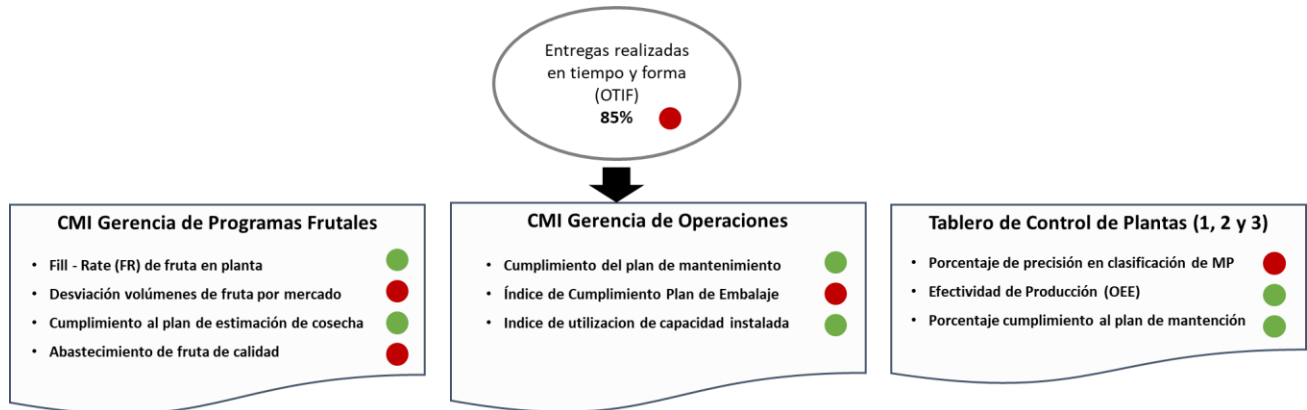 Entregas realizadas
en tiempo y forma
(OTIF)
85%
CMI Gerencia de Programas Frutales
• Fill - Rate (FR) de fruta en planta
• Desviación volúmenes de fruta por mercado
• Cumplimiento al plan de estimación de cosecha
• Abastecimiento de fruta de calidad
CMI Gerencia de Operaciones
• Cumplimiento del plan de mantenimiento
• Índice de Cumplimiento Plan de Embalaje
• Indice de utilizacion de capacidad instalada
Tablero de Control de Plantas (1, 2 y 3)
• Porcentaje de precisión en clasificación de MP
• Efectividad de Producción (OEE)
• Porcentaje cumplimiento al plan de mantención